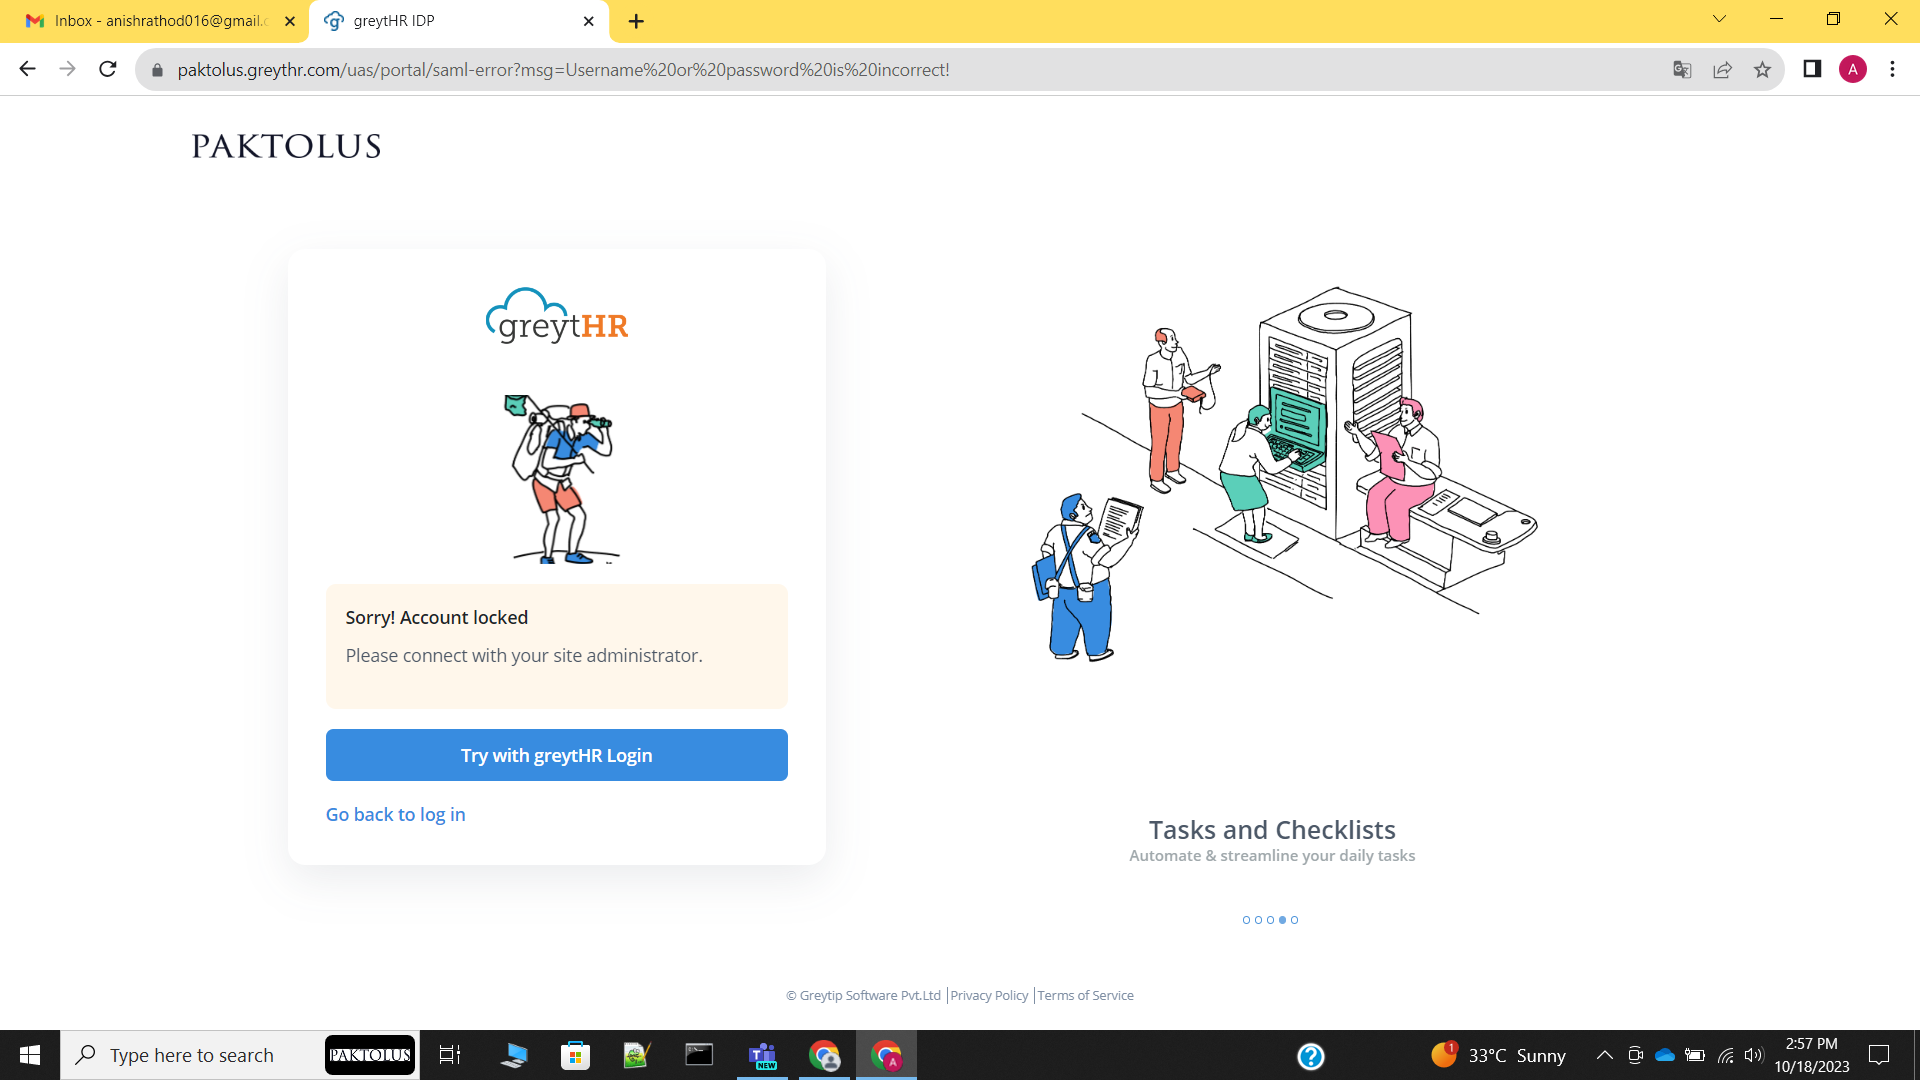 Inbox - anishrathod016@gmail.c
greytHR IDP
paktolus.greythr.com/uas/portal/saml-error?msg=Username%20or%20password%20is%20incorrect!
A
PAKTOLUS
greytHR
Sorry! Account locked
Please connect with your site administrator.
Try with greytHR Login
Go back to log in
Tasks and Checklists
Automate & streamline your daily tasks
© Greytip Software Pvt.Ltd | Privacy Policy | Terms of Service
Type here to search
PAKTOLUS
NEW
A
1
33°C Sunny
2:57 PM
10/18/2023